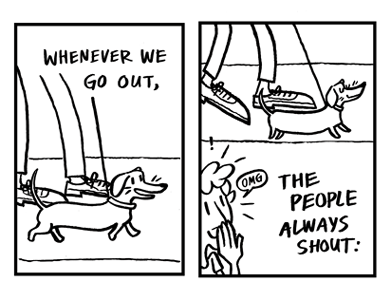 WHENEVER WE
GO OUT,
!
OMG
THE
PEOPLE
ALWAYS
SHOUT: